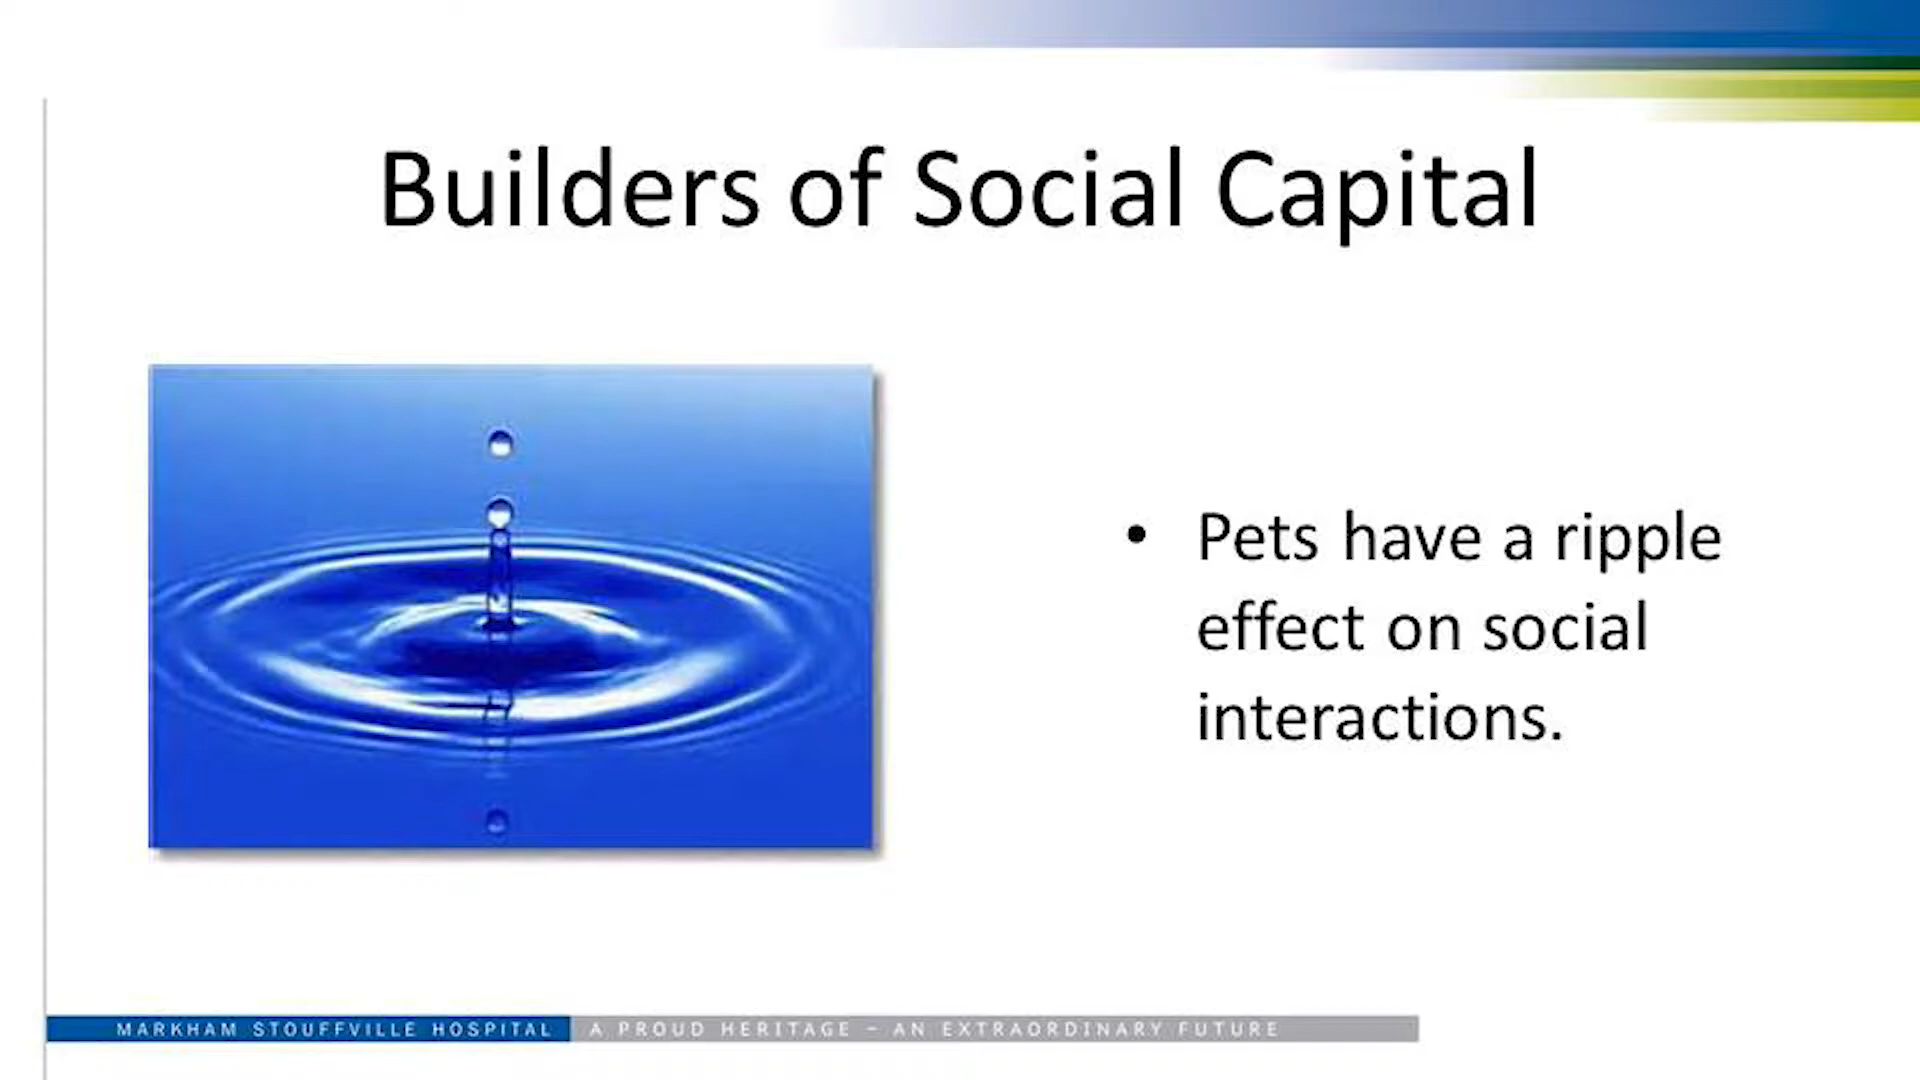 Builders of Social Capital
• Pets have a ripple
effect on social
interactions.
MARKHAM STOUFFVILLE HOSPITAL A PROUD HERITAGE – AN EXTRAORDINARY FUTURE